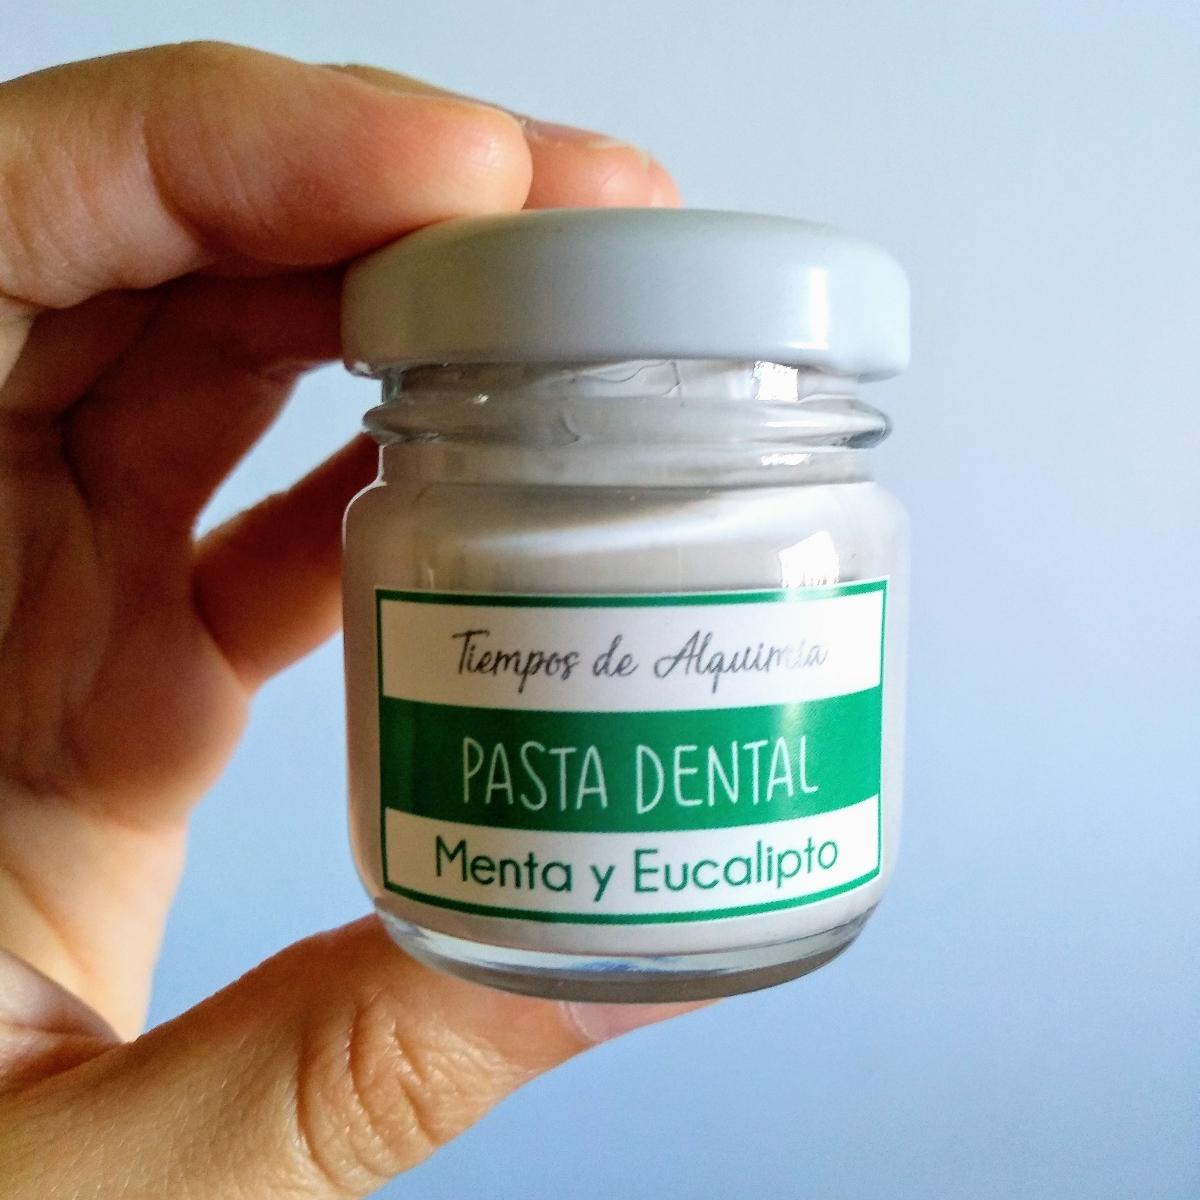 Tiempos de Alquimia
PASTA DENTAL
Menta y Eucalipto